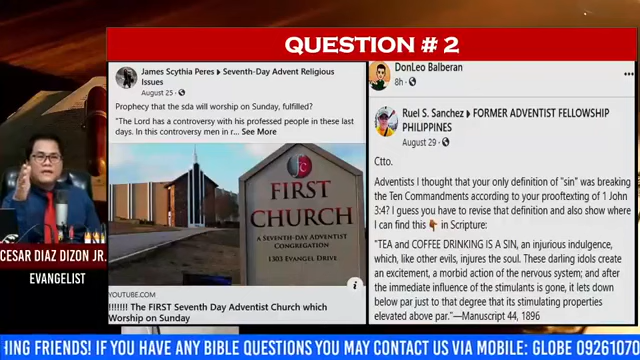 QUESTION # 2
James Scythia Peres ▸ Seventh-Day Advent Religious
Issues
August 25 ·
Prophecy that the sda will worship on Sunday, fulfilled?
"The Lord has a controversy with his professed people in these last
days. In this controversy men in r... See More
FIRST
CHURCH
A SEVENTH-DAY ADVENTIST
CONGREGATION
1303 EVANGEL DRIVE
YOUTUBE.COM
!!!!!!! The FIRST Seventh Day Adventist Church which
Worship on Sunday
DonLeo Balberan
8h ·
Ruel S. Sanchez ▸ FORMER ADVENTIST FELLOWSHIP
PHILIPPINES
August 29 ·
Ctto.
Adventists I thought that your only definition of "sin" was breaking
the Ten Commandments according to your prooftexting of 1 John
3:4? I guess you have to revise that definition and also show where
I can find this 👇 in Scripture:
"TEA and COFFEE DRINKING IS A SIN, an injurious indulgence,
which, like other evils, injures the soul. These darling idols create
an excitement, a morbid action of the nervous system; and after
the immediate influence of the stimulants is gone, it lets down
below par just to that degree that its stimulating properties
elevated above par."—Manuscript 44, 1896
CESAR DIAZ DIZON JR.
EVANGELIST
HING FRIENDS! IF YOU HAVE ANY BIBLE QUESTIONS YOU MAY CONTACT US VIA MOBILE: GLOBE 09261070